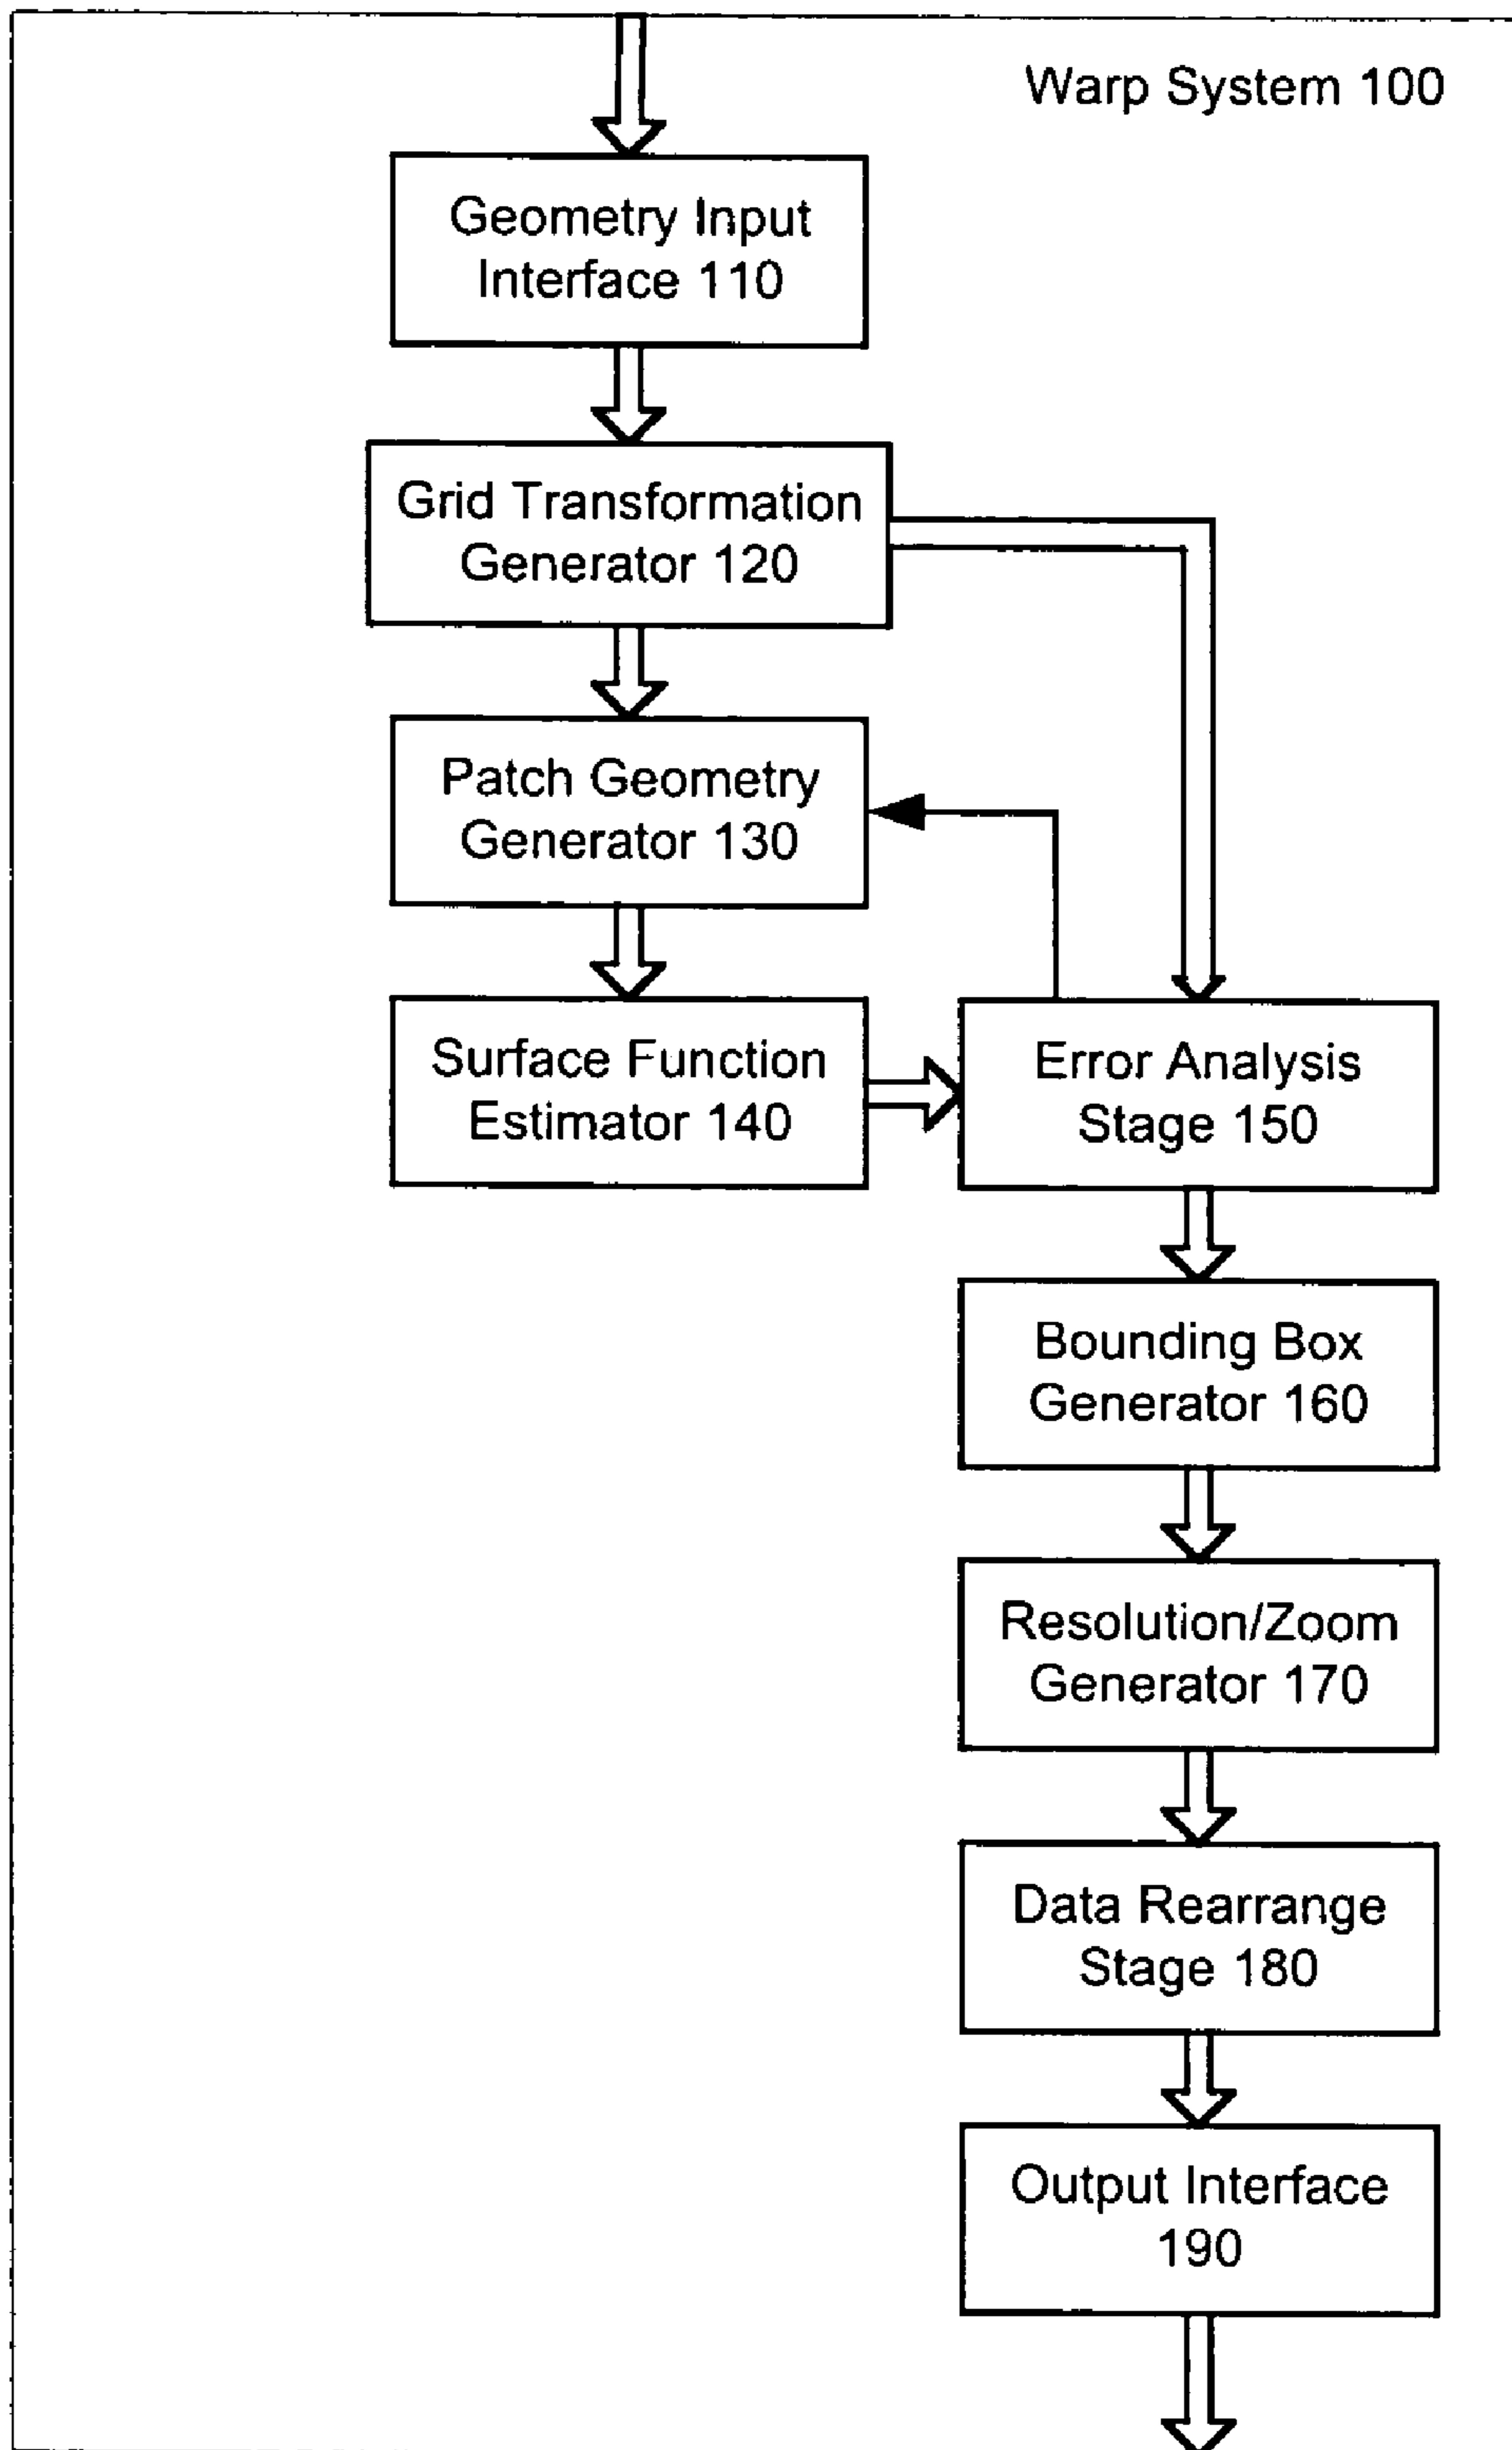 Warp System 100
Geometry Input
Interface 110
Grid Transformation
Generator 120
Patch Geometry
Generator 130
Surface Function
Estimator 140
Error Analysis
Stage 150
Bounding Box
Generator 160
Resolution/Zoom
Generator 170
Data Rearrange
Stage 180
Output Interface
190